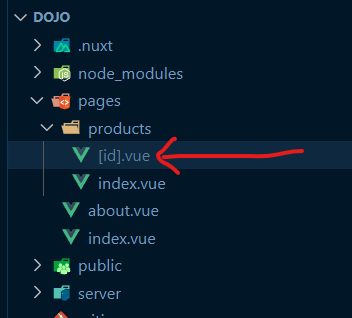 DOJO
.nuxt
node_modules
pages
products
[id].vue
index.vue
about.vue
index.vue
public
server